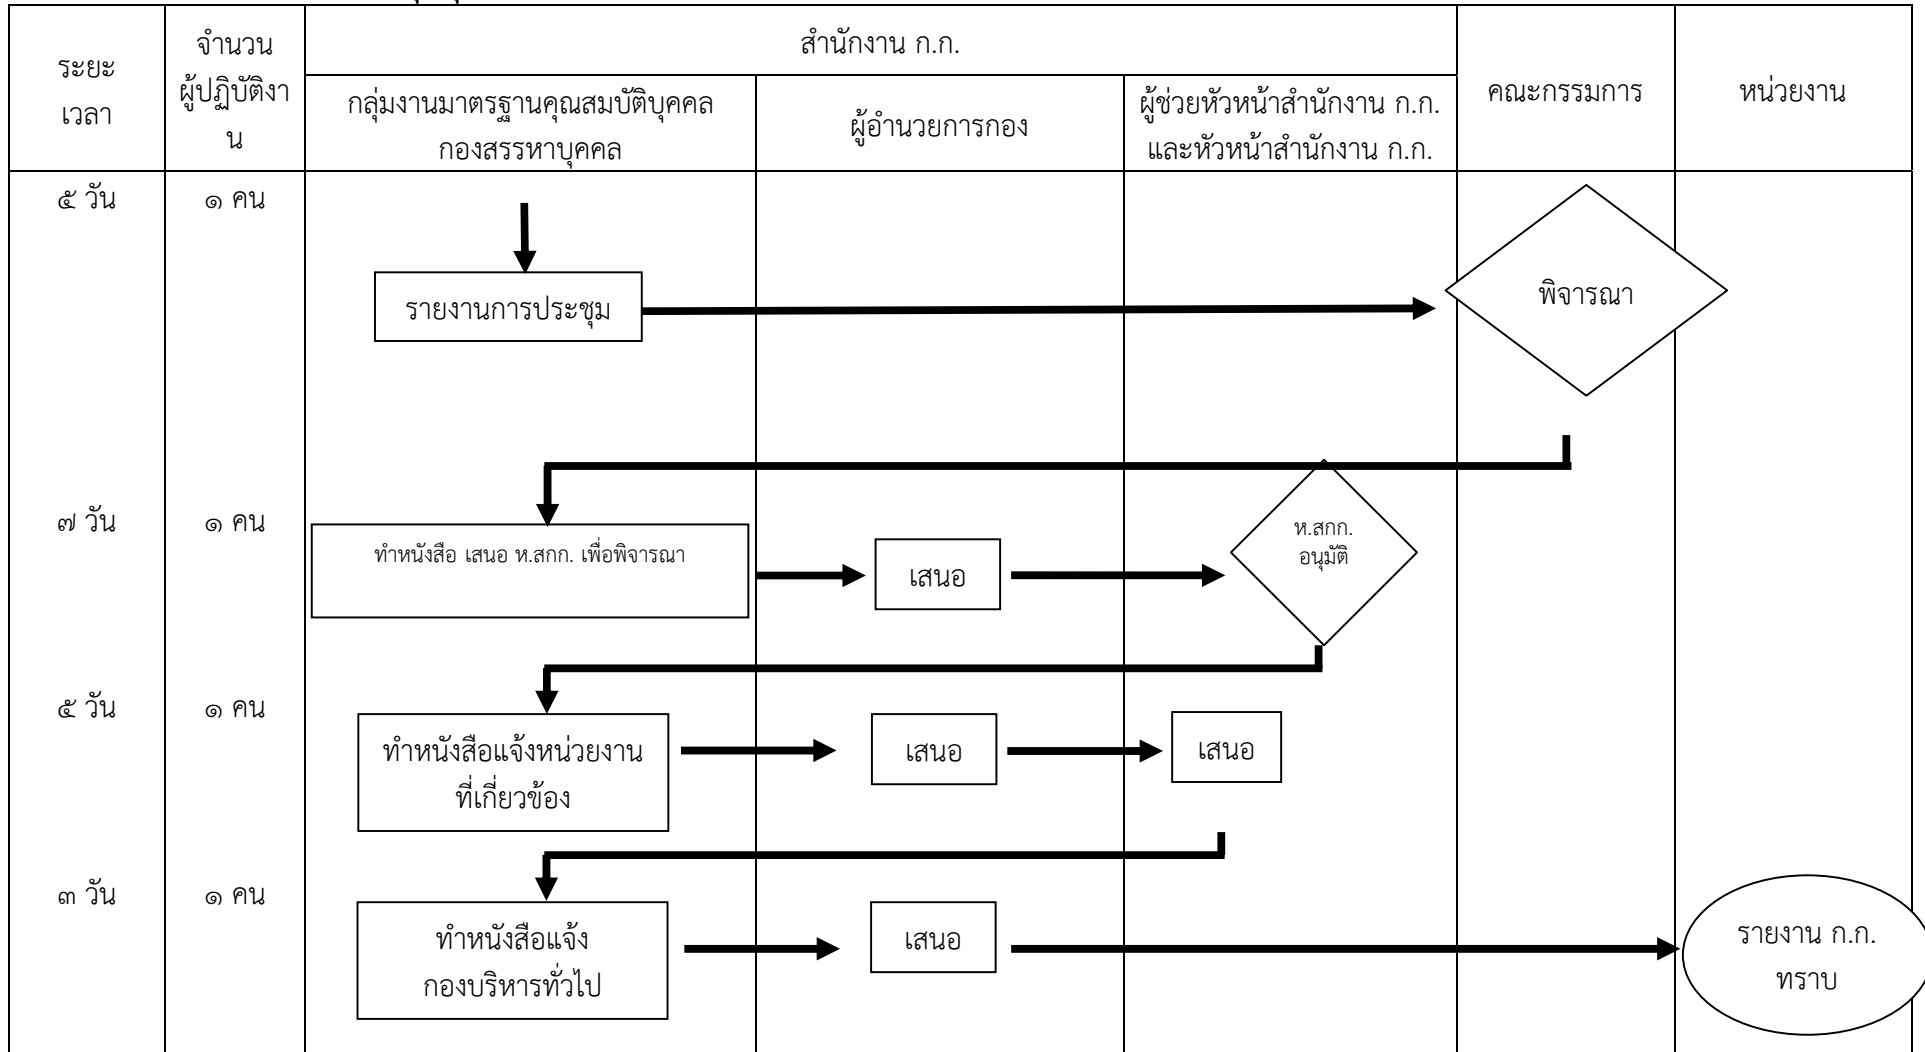 ระยะ
เวลา
จำนวน
ผู้ปฏิบัติงา
น
สำนักงาน ก.ก.
กลุ่มงานมาตรฐานคุณสมบัติบุคคล
กองสรรหาบุคคล
ผู้อำนวยการกอง
ผู้ช่วยหัวหน้าสำนักงาน ก.ก.
และหัวหน้าสำนักงาน ก.ก.
คณะกรรมการ
หน่วยงาน
๕ วัน
๑ คน
รายงานการประชุม
พิจารณา
๗ วัน
๑ คน
ทำหนังสือ เสนอ ห.สกก. เพื่อพิจารณา
เสนอ
ห.สกก.
อนุมัติ
๕ วัน
๑ คน
ทำหนังสือแจ้งหน่วยงาน
ที่เกี่ยวข้อง
เสนอ
เสนอ
๓ วัน
๑ คน
ทำหนังสือแจ้ง
กองบริหารทั่วไป
เสนอ
รายงาน ก.ก.
ทราบ